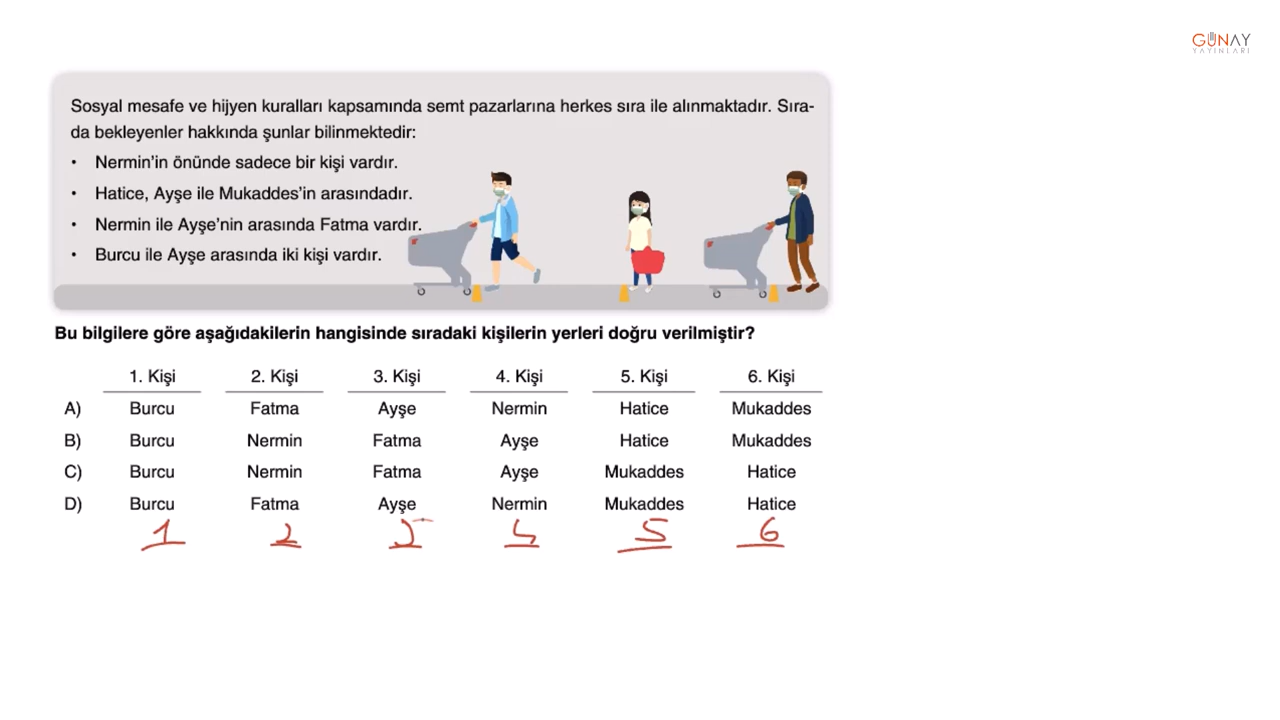 GÜNAY
YAYINLARI
Sosyal mesafe ve hijyen kuralları kapsamında semt pazarlarına herkes sıra ile alınmaktadır. Sıra-
da bekleyenler hakkında şunlar bilinmektedir:
• Nermin'in önünde sadece bir kişi vardır.
• Hatice, Ayşe ile Mukaddes'in arasındadır.
• Nermin ile Ayşe'nin arasında Fatma vardır.
• Burcu ile Ayşe arasında iki kişi vardır.
Bu bilgilere göre aşağıdakilerin hangisinde sıradaki kişilerin yerleri doğru verilmiştir?
1. Kişi 2. Kişi 3. Kişi 4. Kişi 5. Kişi 6. Kişi
A) Burcu Fatma Ayşe Nermin Hatice Mukaddes
B) Burcu Nermin Fatma Ayşe Hatice Mukaddes
C) Burcu Nermin Fatma Ayşe Mukaddes Hatice
D) Burcu Fatma Ayşe Nermin Mukaddes Hatice
1 2 3 4 5 6